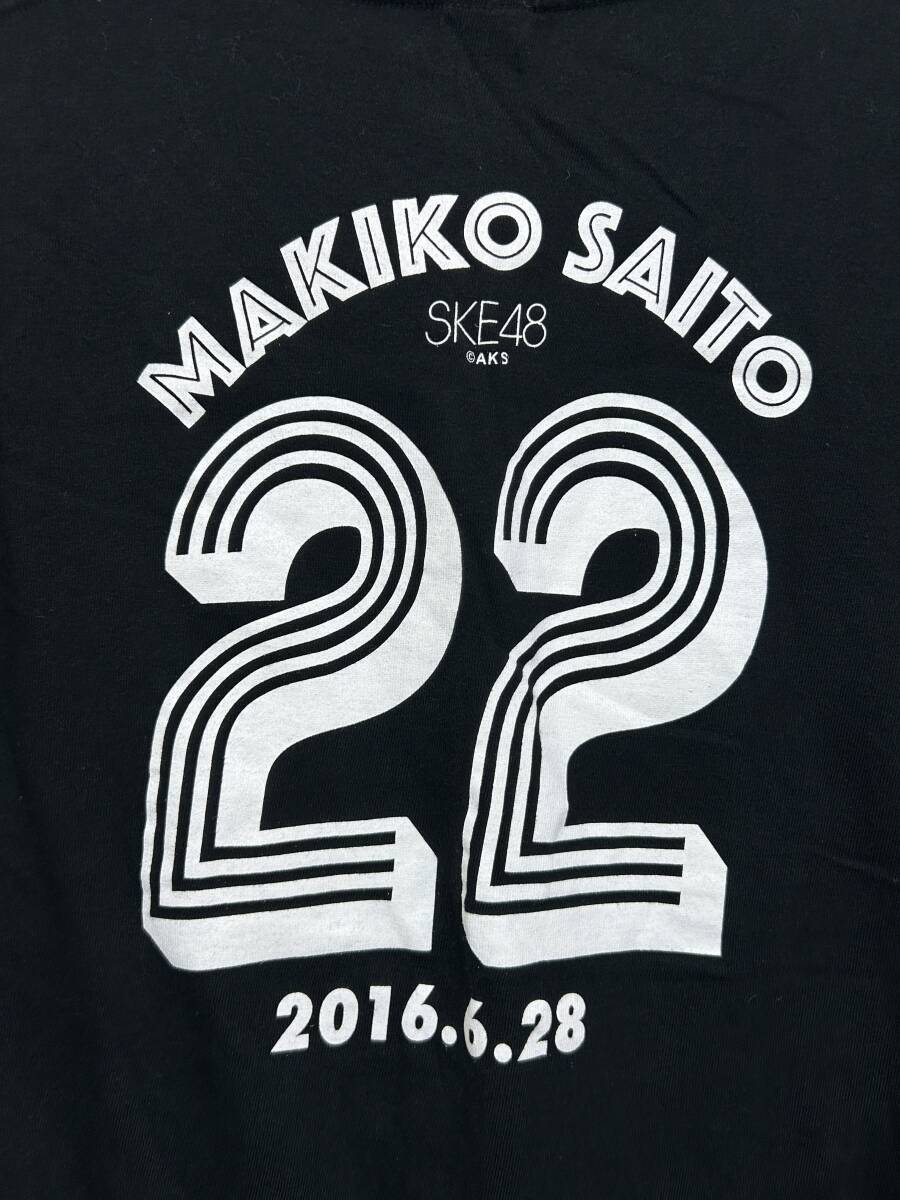 MAKIKO SAITO
SKE48
©AKS
22
2016.6.28